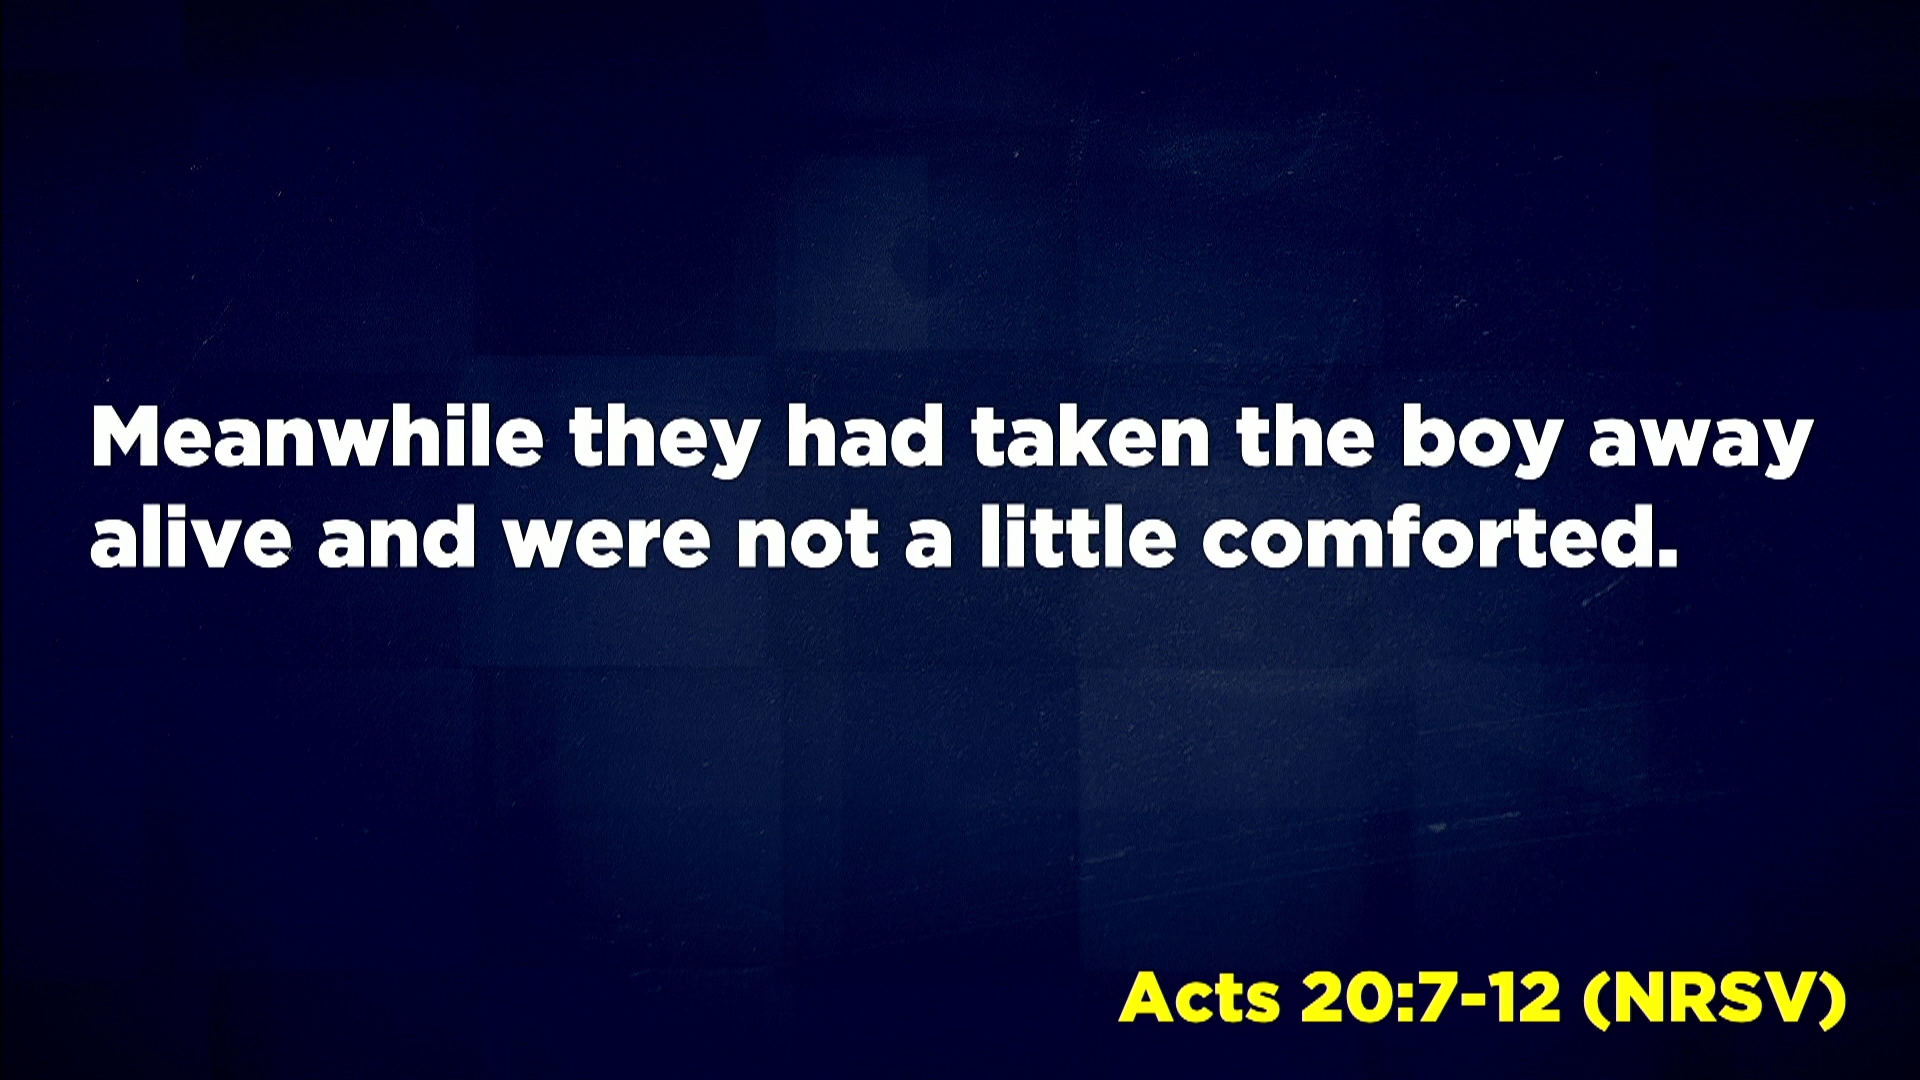 Meanwhile they had taken the boy away
alive and were not a little comforted.
Acts 20:7-12 (NRSV)